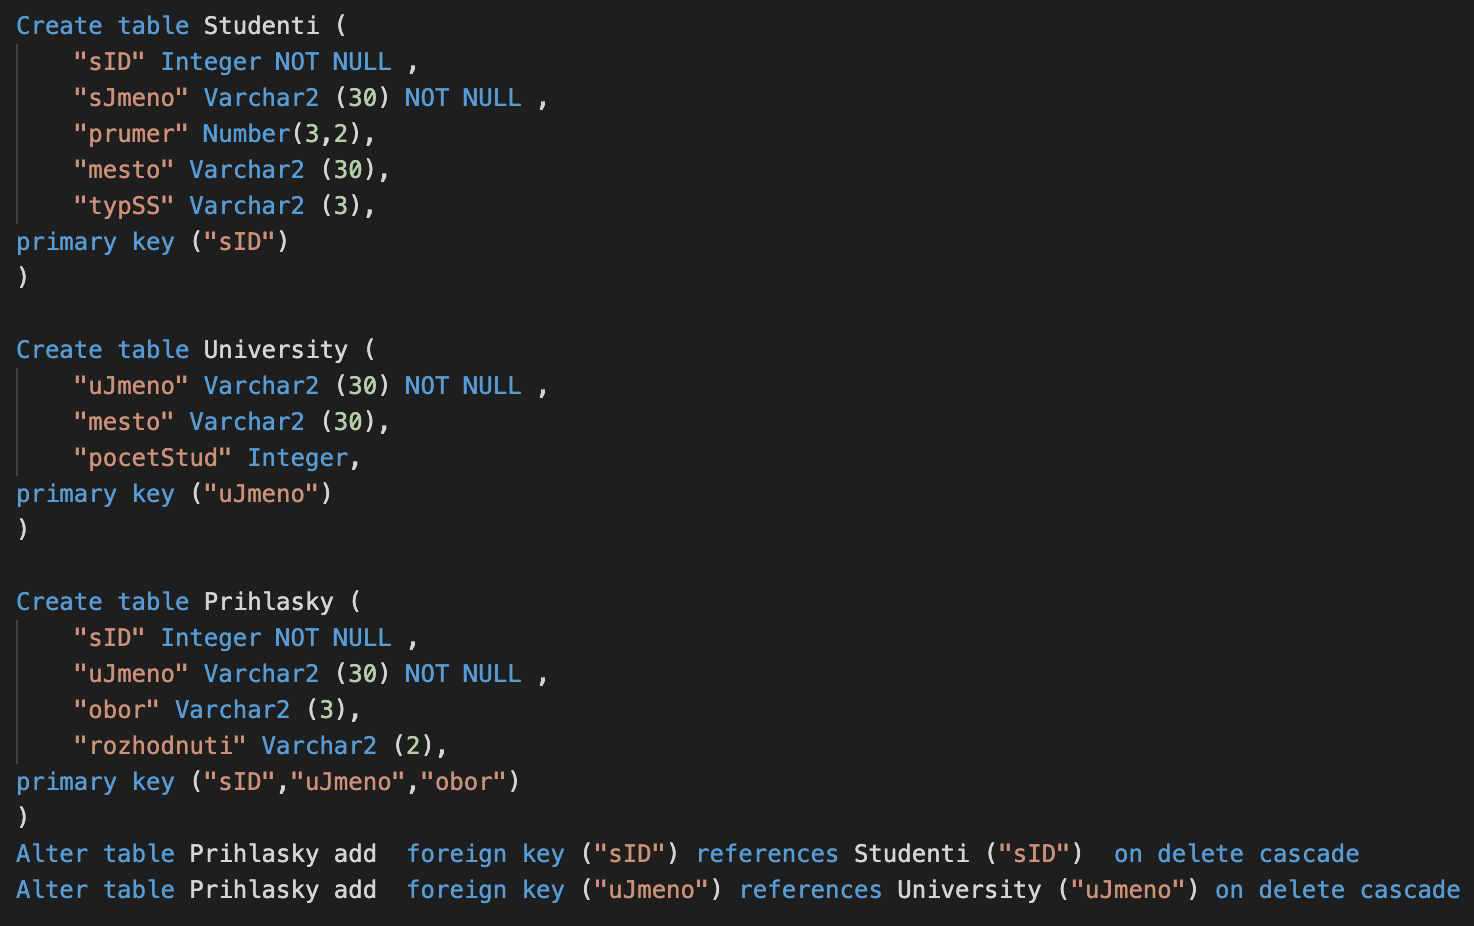 Create table Studenti (
"sID" Integer NOT NULL ,
"sJmeno" Varchar2 (30) NOT NULL ,
"prumer" Number(3,2),
"mesto" Varchar2 (30),
"typSS" Varchar2 (3),
primary key ("sID")
)
Create table University (
"uJmeno" Varchar2 (30) NOT NULL ,
"mesto" Varchar2 (30),
"pocetStud" Integer,
primary key ("uJmeno")
)
Create table Prihlasky (
"sID" Integer NOT NULL ,
"uJmeno" Varchar2 (30) NOT NULL ,
"obor" Varchar2 (3),
"rozhodnuti" Varchar2 (2),
primary key ("sID","uJmeno","obor")
)
Alter table Prihlasky add  foreign key ("sID") references Studenti ("sID")  on delete cascade
Alter table Prihlasky add  foreign key ("uJmeno") references University ("uJmeno") on delete cascade